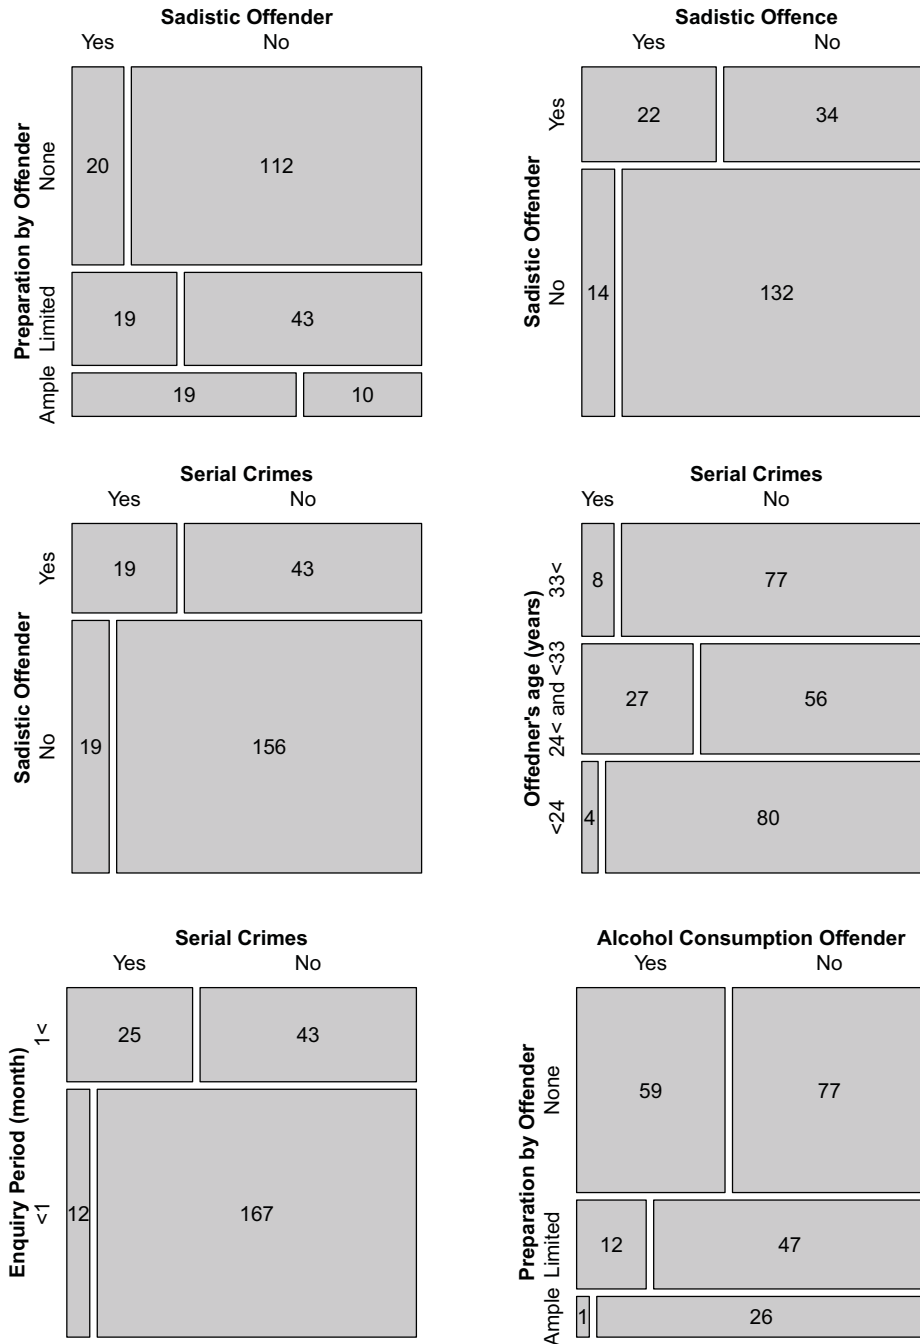 Sadistic Offender
Yes No
Preparation by Offender
None
Limited
Ample
20 112
19 43
19 10
Sadistic Offence
Yes No
Sadistic Offender
Yes
No
22 34
14 132
Serial Crimes
Yes No
Sadistic Offender
Yes
No
19 43
19 156
Serial Crimes
Yes No
Offedner's age (years)
33<
24< and <33
<24
8 77
27 56
4 80
Serial Crimes
Yes No
Enquiry Period (month)
1<
<1
25 43
12 167
Alcohol Consumption Offender
Yes No
Preparation by Offender
None
Limited
Ample
59 77
12 47
1 26